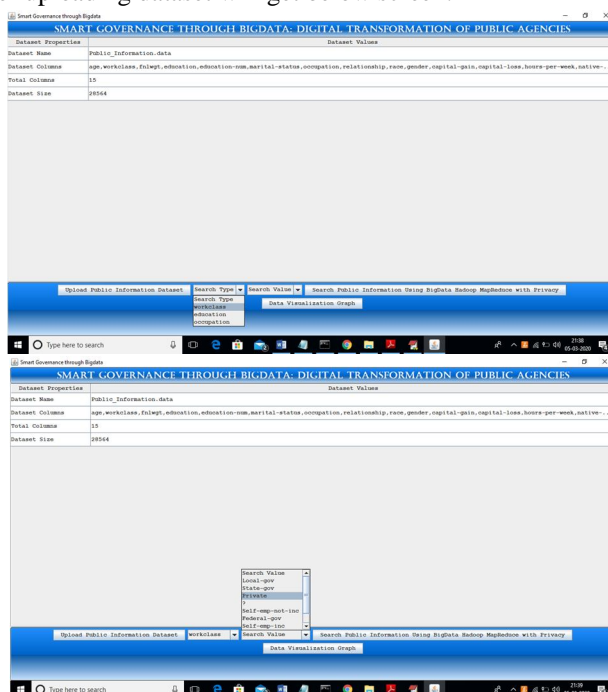 Smart Governance through Bigdata
SMART GOVERNANCE THROUGH BIGDATA: DIGITAL TRANSFORMATION OF PUBLIC AGENCIES
Dataset Properties Dataset Values
Dataset Name Public_Information.data
Dataset Columns age,workclass,fnlwgt,education,education-num,marital-status,occupation,relationship,race,gender,capital-gain,capital-loss,hours-per-week,native-..
Total Columns 15
Dataset Size 28564
Upload Public Information Dataset Search Type Search Value Search Public Information Using BigData Hadoop MapReduce with Privacy
Search Type
workclass
education
occupation
Data Visualization Graph
Type here to search
21:38
05-03-2020
Smart Governance through Bigdata
SMART GOVERNANCE THROUGH BIGDATA: DIGITAL TRANSFORMATION OF PUBLIC AGENCIES
Dataset Properties Dataset Values
Dataset Name Public_Information.data
Dataset Columns age,workclass,fnlwgt,education,education-num,marital-status,occupation,relationship,race,gender,capital-gain,capital-loss,hours-per-week,native-..
Total Columns 15
Dataset Size 28564
Search Value
Local-gov
State-gov
Private
?
Self-emp-not-inc
Federal-gov
Self-emp-inc
Upload Public Information Dataset workclass Search Value Search Public Information Using BigData Hadoop MapReduce with Privacy
Data Visualization Graph
Type here to search
21:39